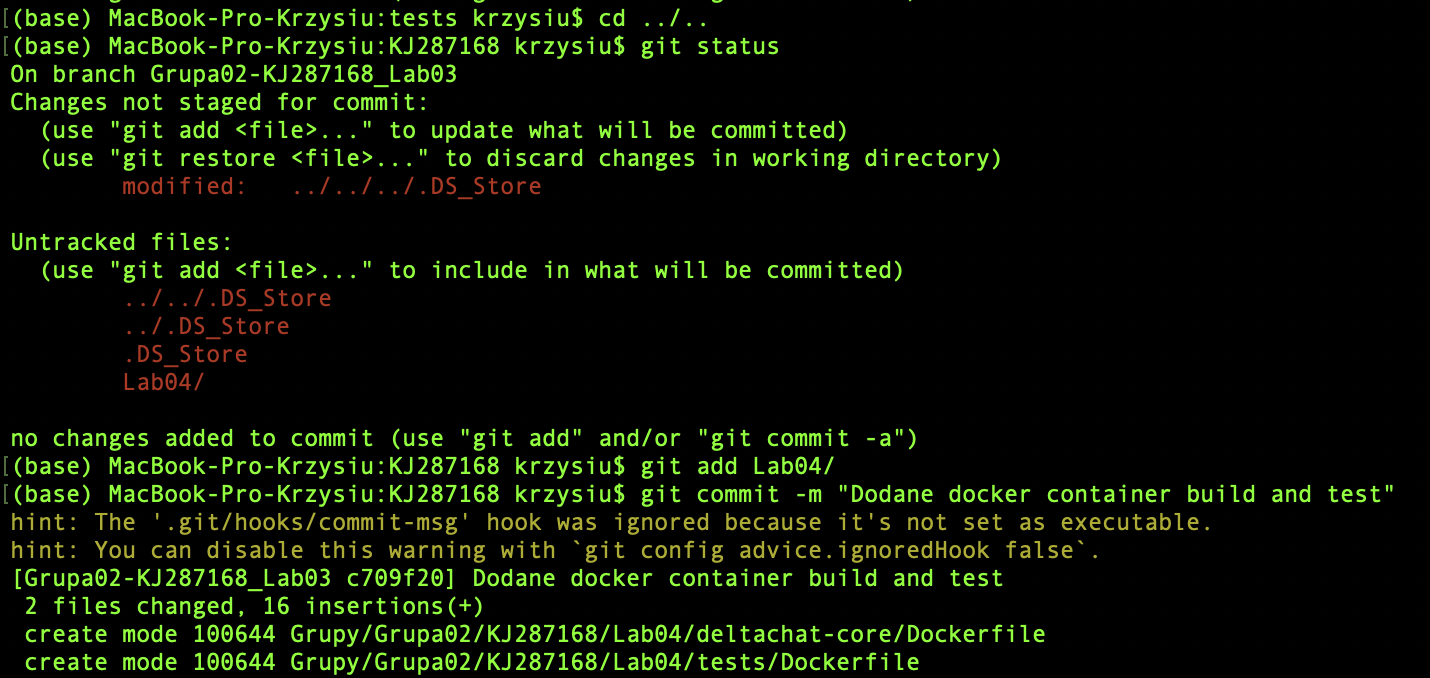 [(base) MacBook-Pro-Krzysiu:tests krzysiu$ cd ../..
[(base) MacBook-Pro-Krzysiu:KJ287168 krzysiu$ git status
On branch Grupa02-KJ287168_Lab03
Changes not staged for commit:
  (use "git add <file>..." to update what will be committed)
  (use "git restore <file>..." to discard changes in working directory)
        modified:   ../../../.DS_Store

Untracked files:
  (use "git add <file>..." to include in what will be committed)
        ../../.DS_Store
        ../.DS_Store
        .DS_Store
        Lab04/

no changes added to commit (use "git add" and/or "git commit -a")
[(base) MacBook-Pro-Krzysiu:KJ287168 krzysiu$ git add Lab04/
[(base) MacBook-Pro-Krzysiu:KJ287168 krzysiu$ git commit -m "Dodane docker container build and test"
hint: The '.git/hooks/commit-msg' hook was ignored because it's not set as executable.
hint: You can disable this warning with `git config advice.ignoredHook false`.
[Grupa02-KJ287168_Lab03 c709f20] Dodane docker container build and test
 2 files changed, 16 insertions(+)
 create mode 100644 Grupy/Grupa02/KJ287168/Lab04/deltachat-core/Dockerfile
 create mode 100644 Grupy/Grupa02/KJ287168/Lab04/tests/Dockerfile